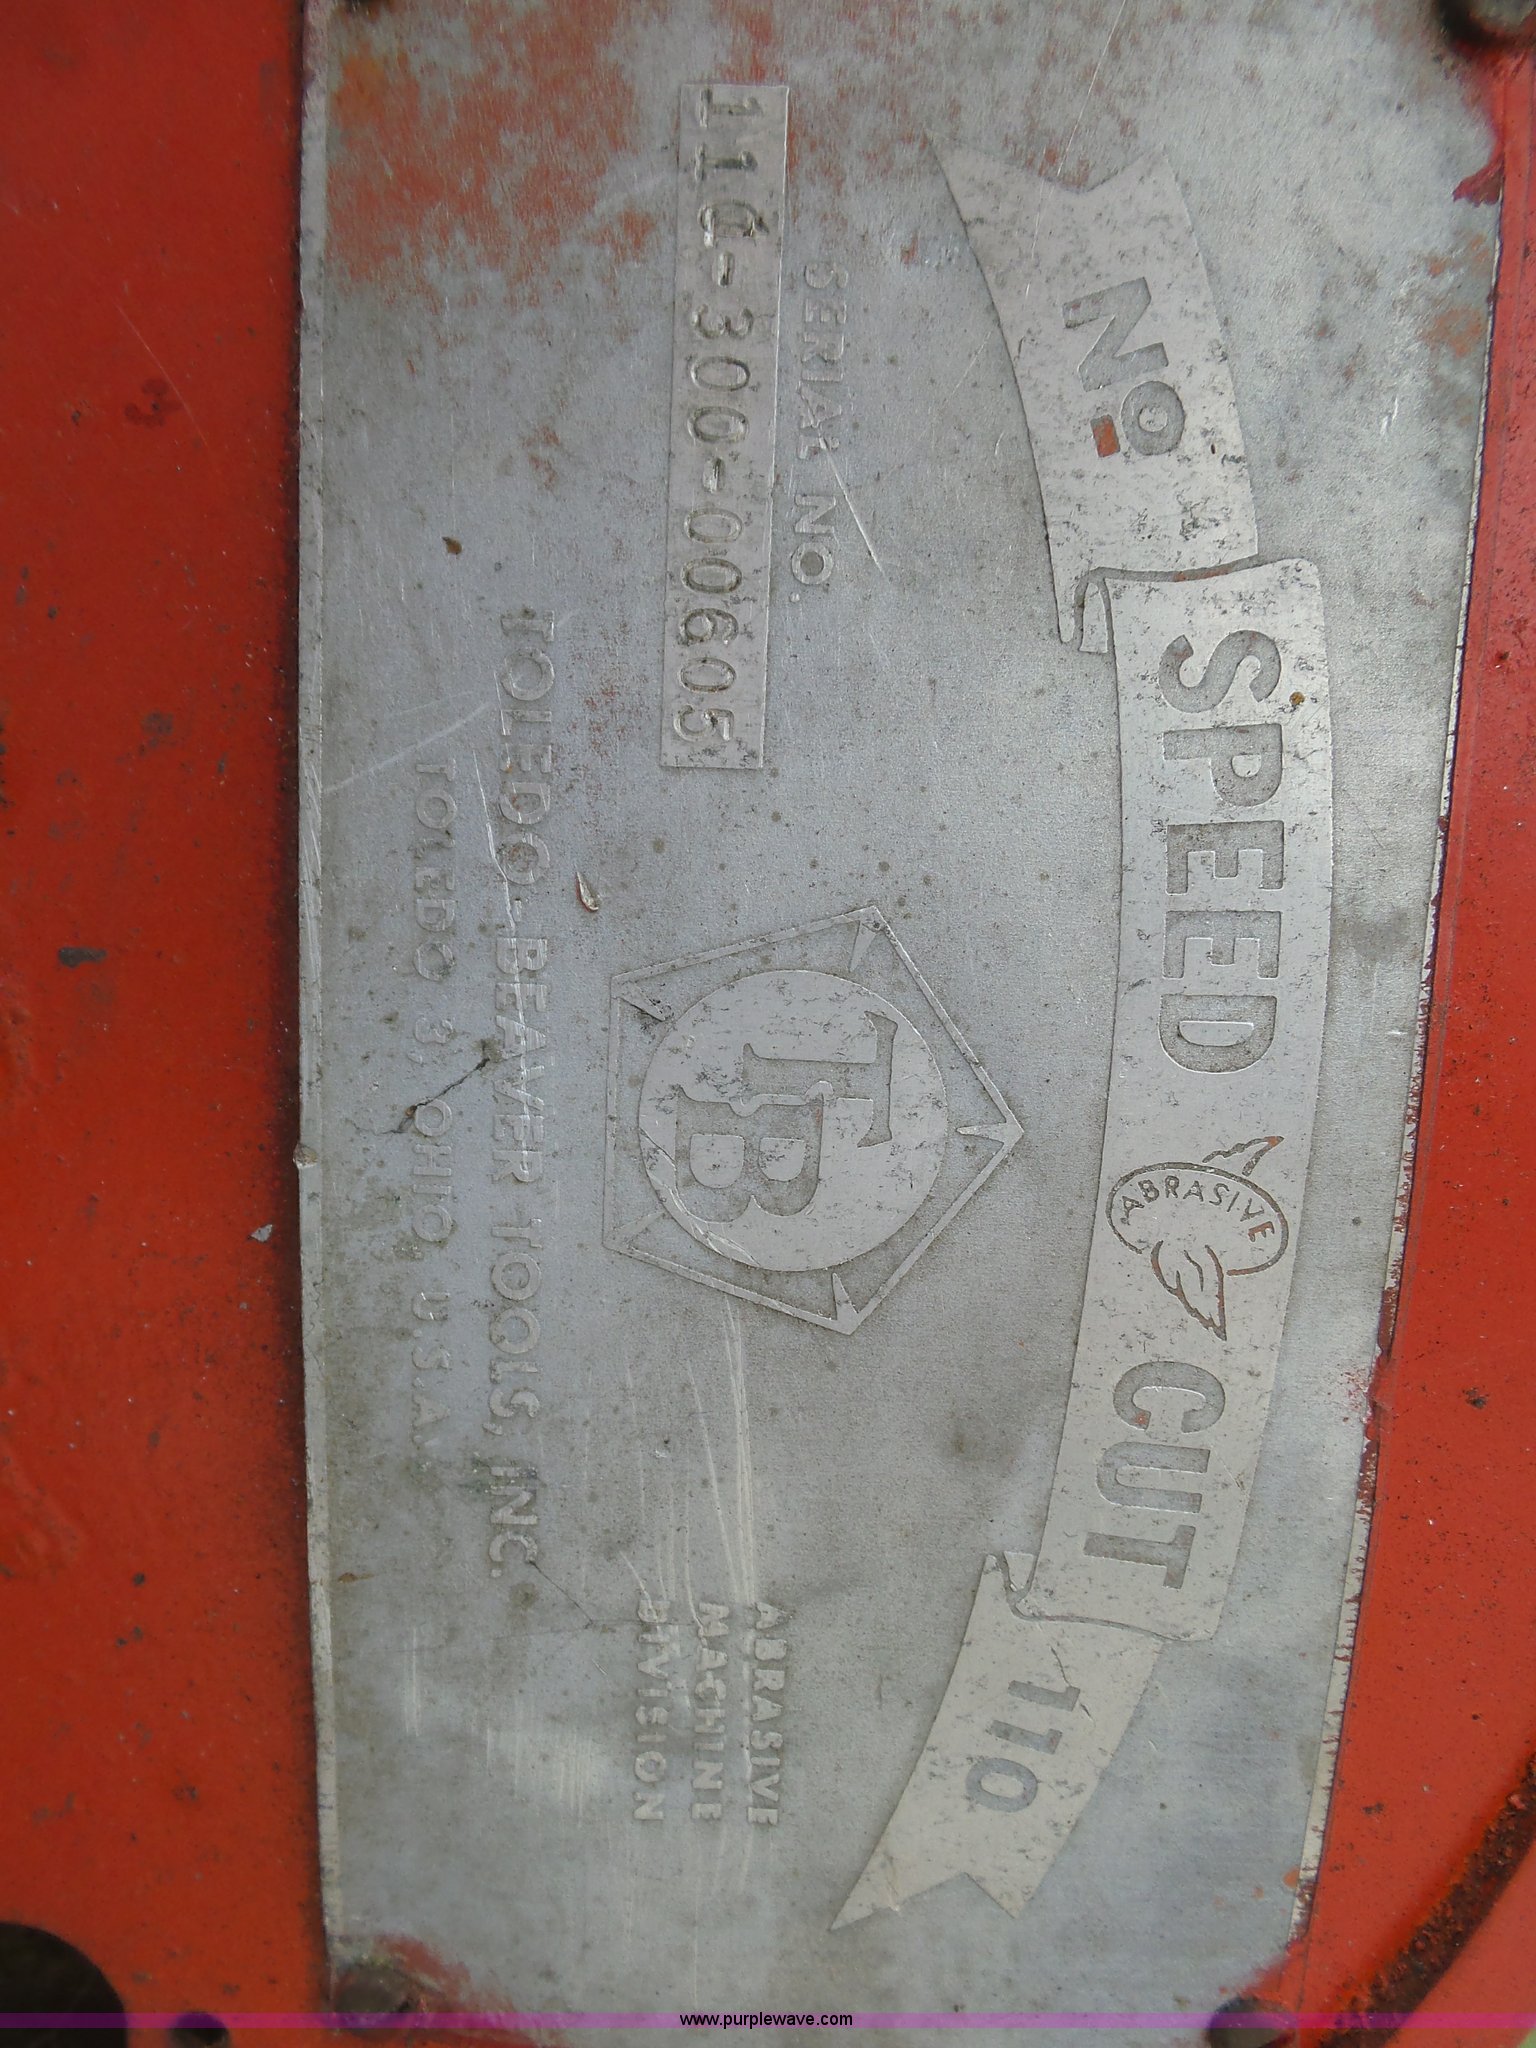 No. SPEED ABRASIVE CUT 110
SERIAL NO.
110-300-00605
TB
ABRASIVE
MACHINE
DIVISION
TOLEDO-BEAVER TOOLS, INC.
TOLEDO 3, OHIO, U.S.A.
www.purplewave.com